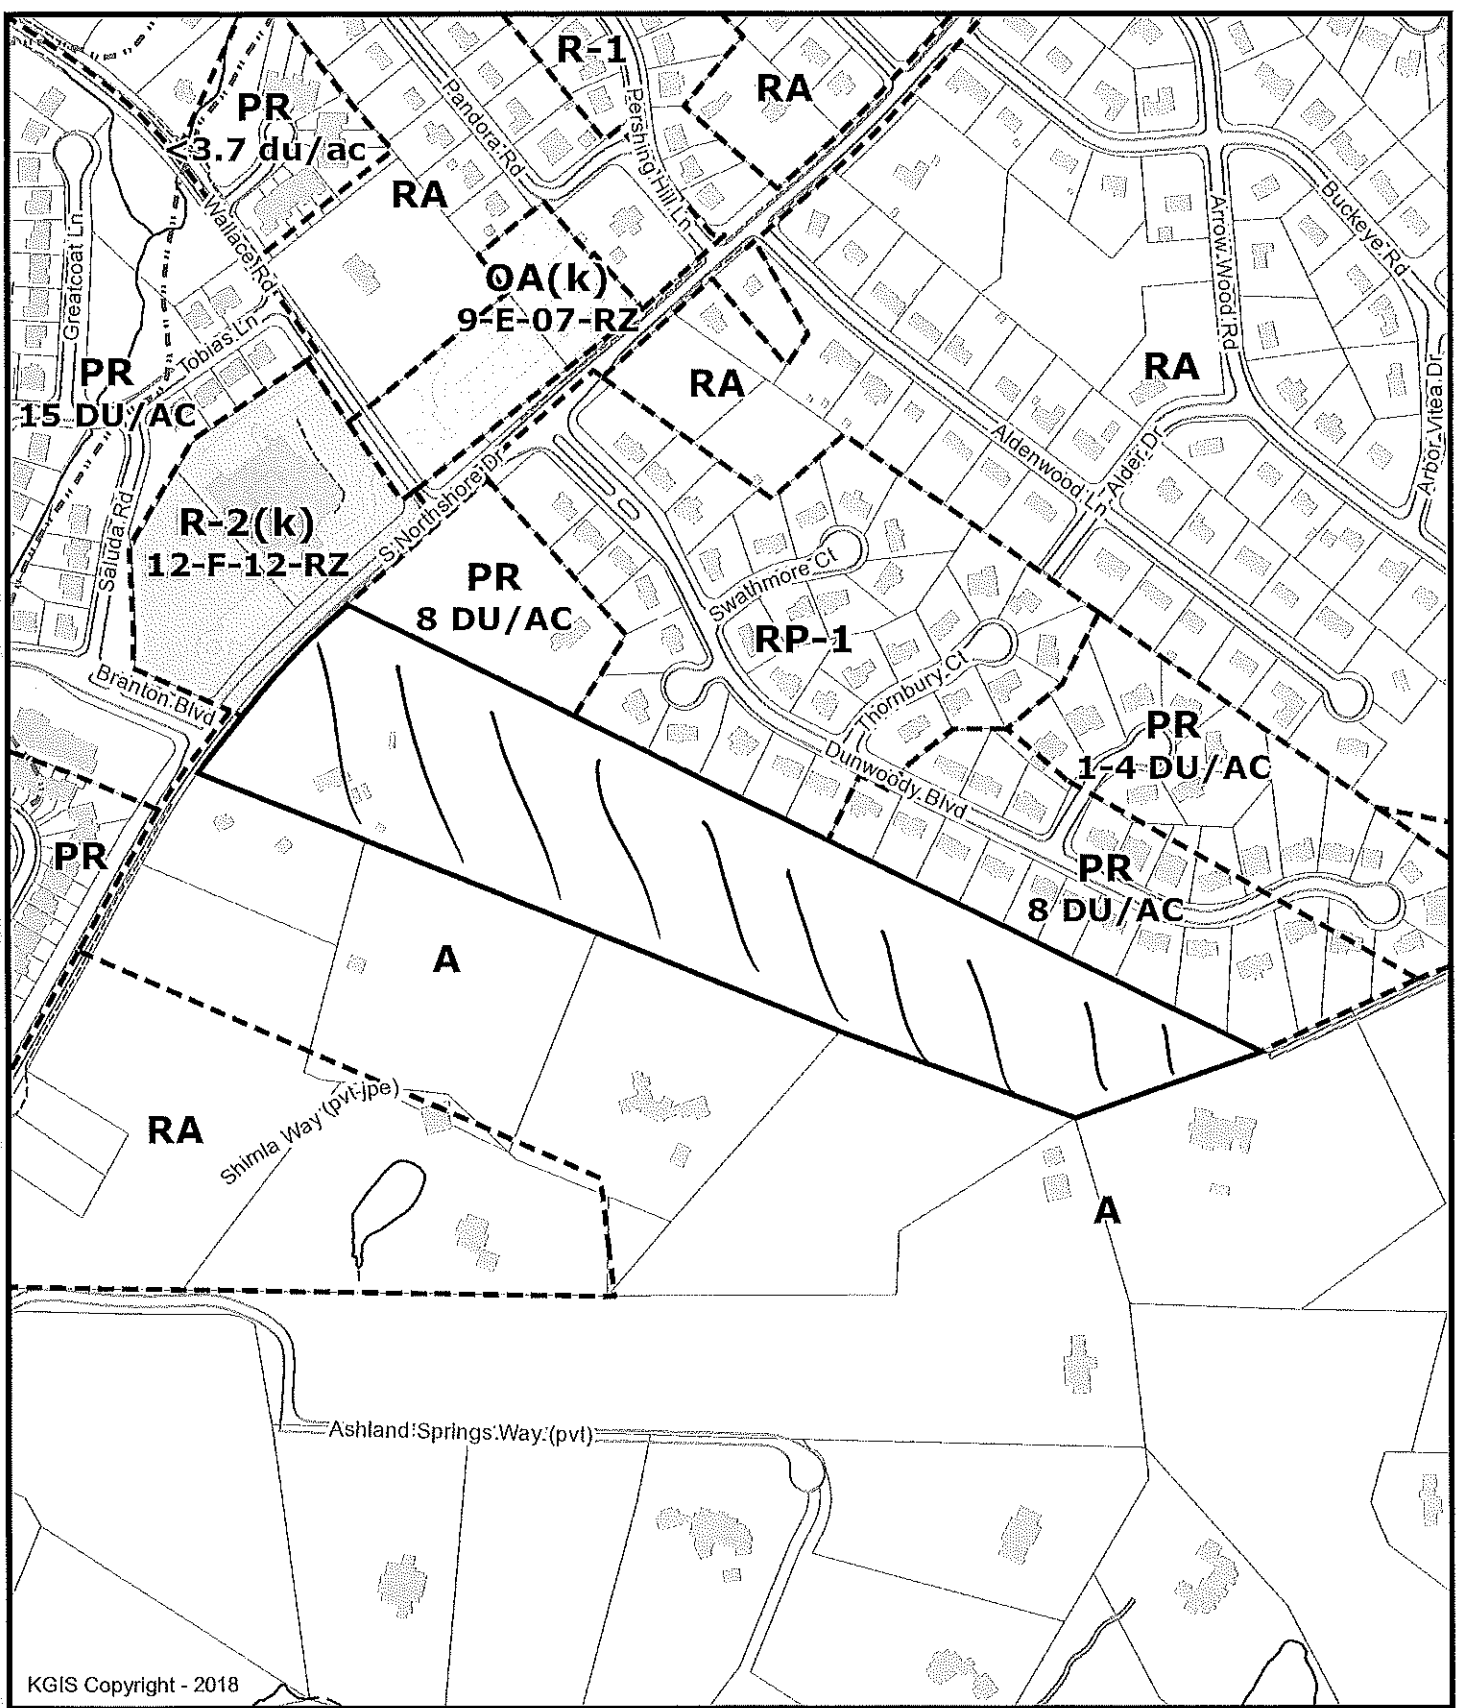 R-1
PR
<3.7 du/ac
RA
Pandora Rd
Pershing Hill Ln
RA
Wallace Rd
Greatcoat Ln
OA(k)
9-E-07-RZ
Arrow Wood Rd
Buckeye Rd
Tobias Ln
PR
15 DU/AC
RA
RA
Arbor Vitea Dr
Aldenwood Ln
Alder Dr
S Northshore Dr
Saluda Rd
R-2(k)
12-F-12-RZ
PR
8 DU/AC
Swathmore Ct
RP-1
Thornbury Ct
Branton Blvd
PR
1-4 DU/AC
Dunwoody Blvd
PR
PR
8 DU/AC
A
RA
Shimla Way (pvt-jpe)
A
Ashland Springs Way (pvt)
KGIS Copyright - 2018